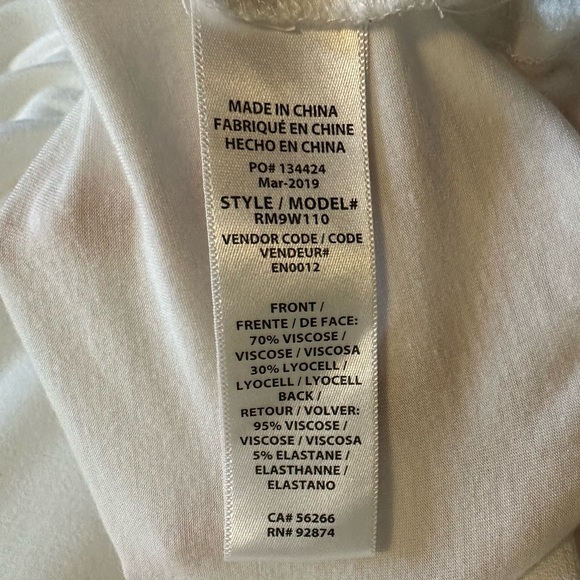 MADE IN CHINA
FABRIQUÉ EN CHINE
HECHO EN CHINA
PO# 134424
Mar-2019
STYLE / MODEL#
RM9W110
VENDOR CODE / CODE
VENDEUR#
EN0012
FRONT /
FRENTE / DE FACE:
70% VISCOSE /
VISCOSE / VISCOSA
30% LYOCELL /
LYOCELL / LYOCELL
BACK /
RETOUR / VOLVER:
95% VISCOSE /
VISCOSE / VISCOSA
5% ELASTANE /
ELASTHANNE /
ELASTANO
CA# 56266
RN# 92874